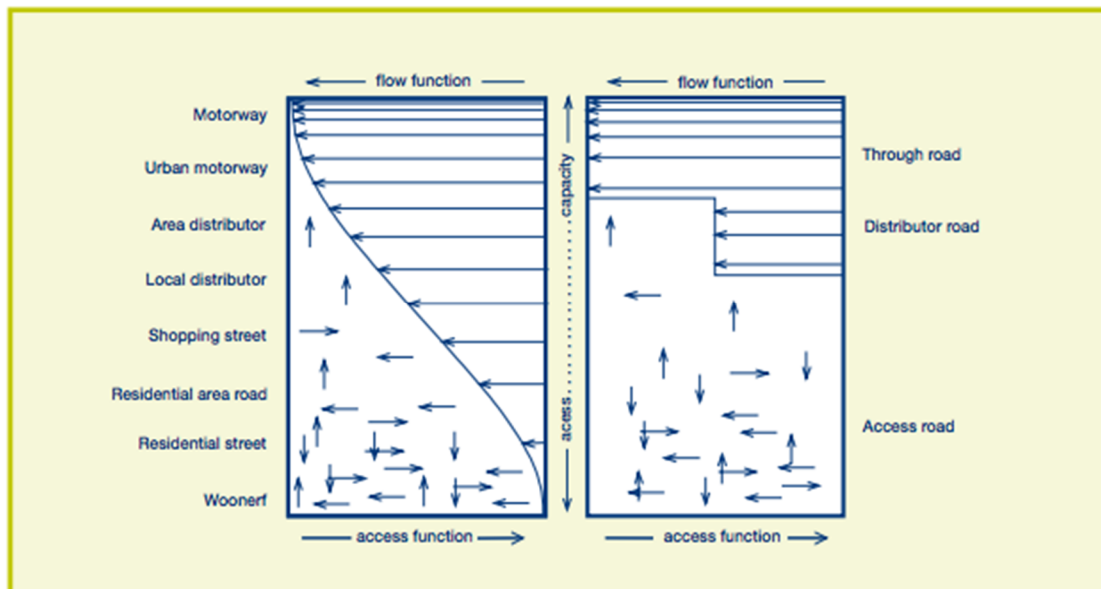 flow function
flow function
Motorway
Urban motorway
Area distributor
Local distributor
Shopping street
Residential area road
Residential street
Woonerf
acess ........ capacity
Through road
Distributor road
Access road
access function
access function